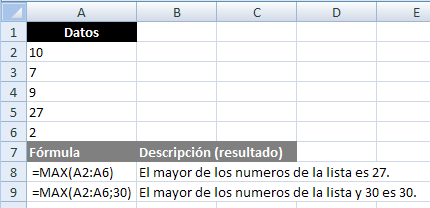 A B C D E
1 Datos
2 10
3 7
4 9
5 27
6 2
7 Fórmula Descripción (resultado)
8 =MAX(A2:A6) El mayor de los numeros de la lista es 27.
9 =MAX(A2:A6;30) El mayor de los numeros de la lista y 30 es 30.